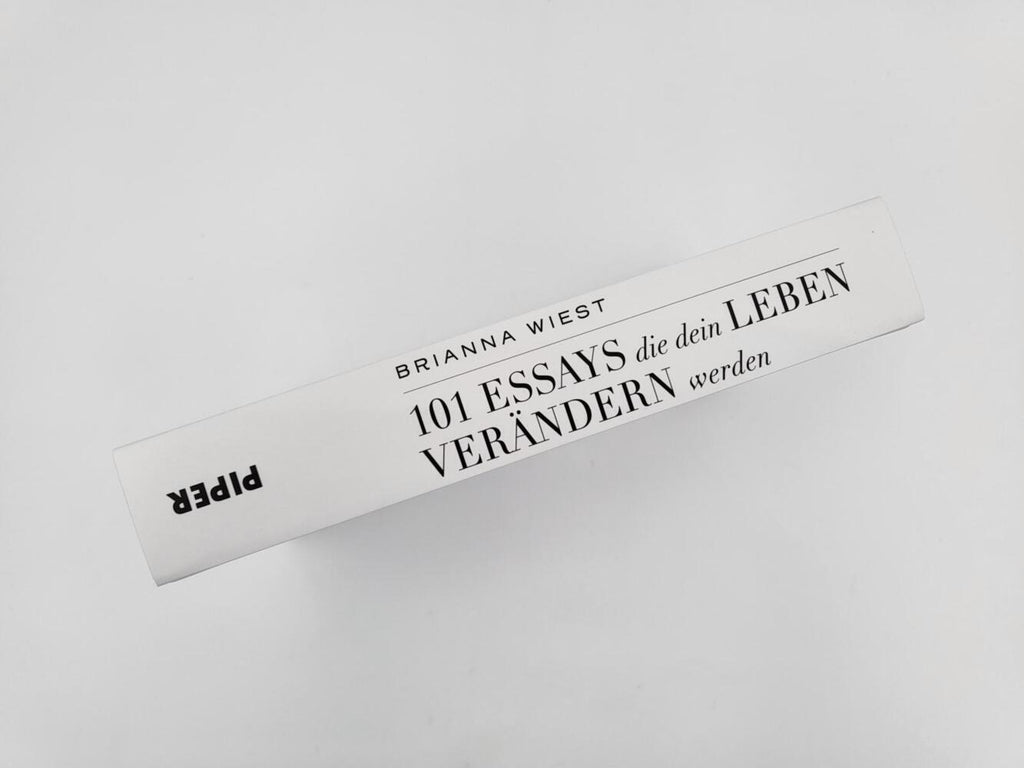 BRIANNA WIEST
101 ESSAYS die dein LEBEN
VERÄNDERN werden
PIPER